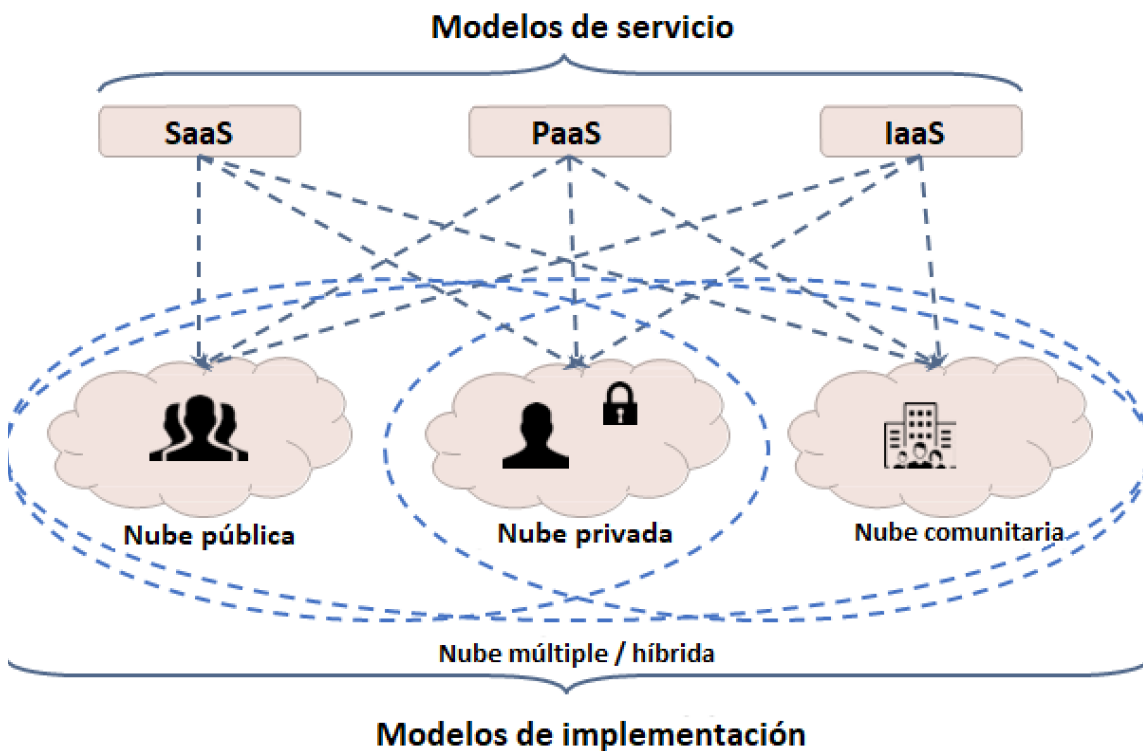 Modelos de servicio
SaaS
PaaS
IaaS
Nube pública
Nube privada
Nube comunitaria
Nube múltiple / híbrida
Modelos de implementación